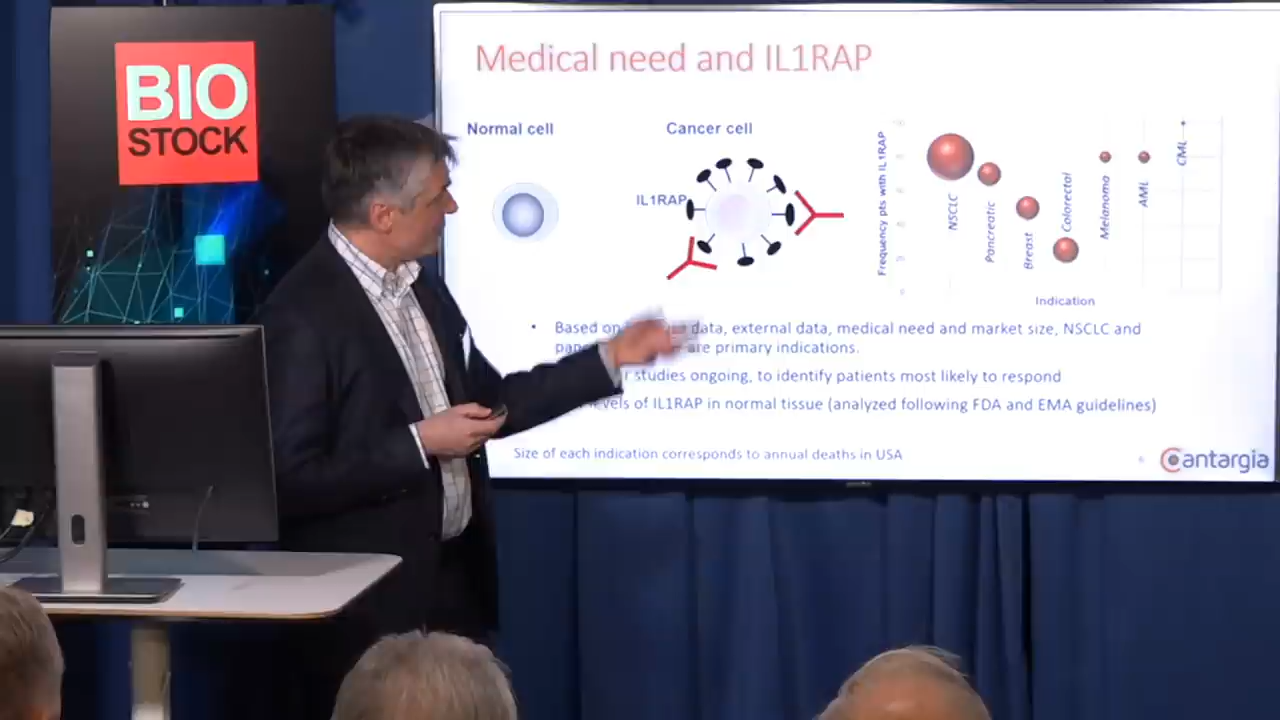 BIO
STOCK
Medical need and IL1RAP
Normal cell
Cancer cell
IL1RAP
Frequency pts with IL1RAP
NSCLC
Pancreatic
Breast
Colorectal
Melanoma
AML
CML
Indication
• Based on data, external data, medical need and market size, NSCLC and
are primary indications.
studies ongoing, to identify patients most likely to respond
levels of IL1RAP in normal tissue (analyzed following FDA and EMA guidelines)
Size of each indication corresponds to annual deaths in USA
Cantargia